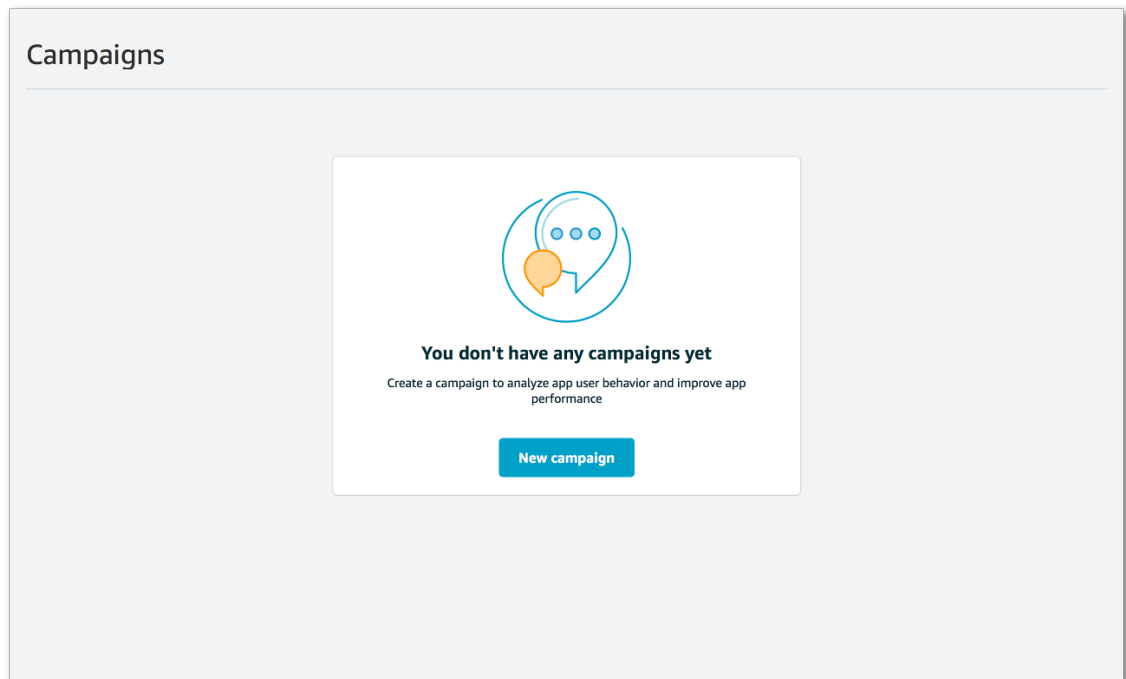 Campaigns
You don't have any campaigns yet
Create a campaign to analyze app user behavior and improve app
performance
New campaign